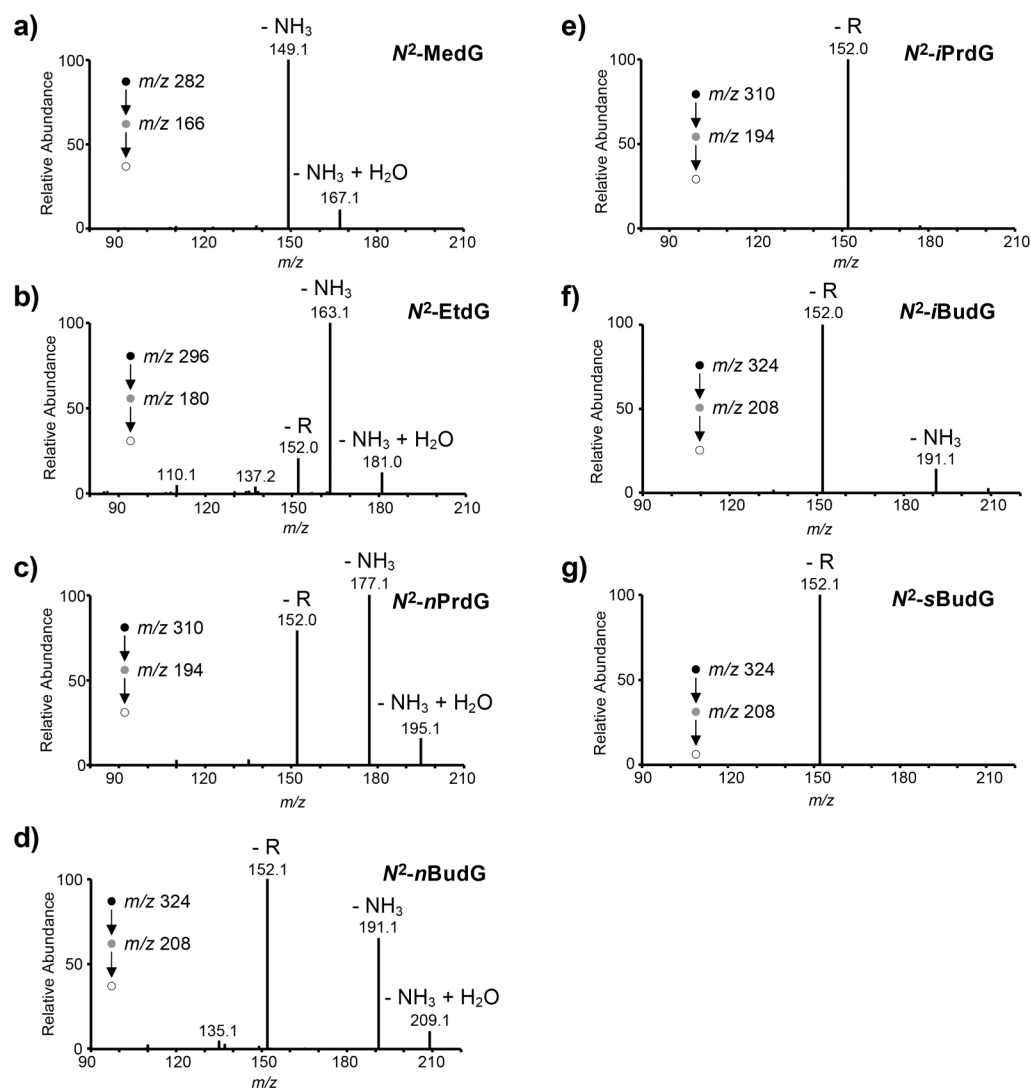 a)
- NH₃
149.1
N²-MedG
100
50
0
Relative Abundance
m/z 282
m/z 166
- NH₃ + H₂O
167.1
90 120 150 180 210
m/z
b)
- NH₃
163.1
N²-EtdG
100
50
0
Relative Abundance
m/z 296
m/z 180
- R
152.0
- NH₃ + H₂O
181.0
110.1
137.2
90 120 150 180 210
m/z
c)
- NH₃
177.1
N²-nPrdG
100
50
0
Relative Abundance
m/z 310
m/z 194
- R
152.0
- NH₃ + H₂O
195.1
90 120 150 180 210
m/z
d)
- R
152.1
N²-nBudG
100
50
0
Relative Abundance
m/z 324
m/z 208
- NH₃
191.1
- NH₃ + H₂O
209.1
135.1
90 120 150 180 210
m/z
e)
- R
152.0
N²-iPrdG
100
50
0
Relative Abundance
m/z 310
m/z 194
90 120 150 180 210
m/z
f)
- R
152.0
N²-iBudG
100
50
0
Relative Abundance
m/z 324
m/z 208
- NH₃
191.1
90 120 150 180 210
m/z
g)
- R
152.1
N²-sBudG
100
50
0
Relative Abundance
m/z 324
m/z 208
90 120 150 180 210
m/z